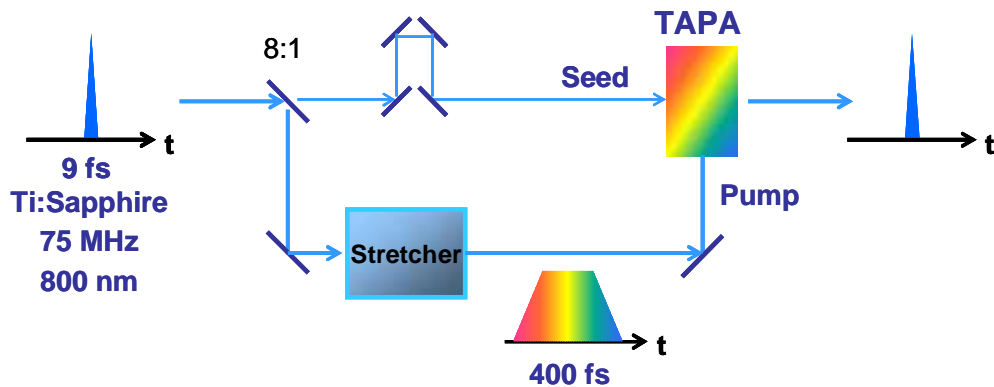 TAPA
8:1
Seed
t
t
9 fs
Ti:Sapphire
75 MHz
800 nm
Pump
Stretcher
t
400 fs